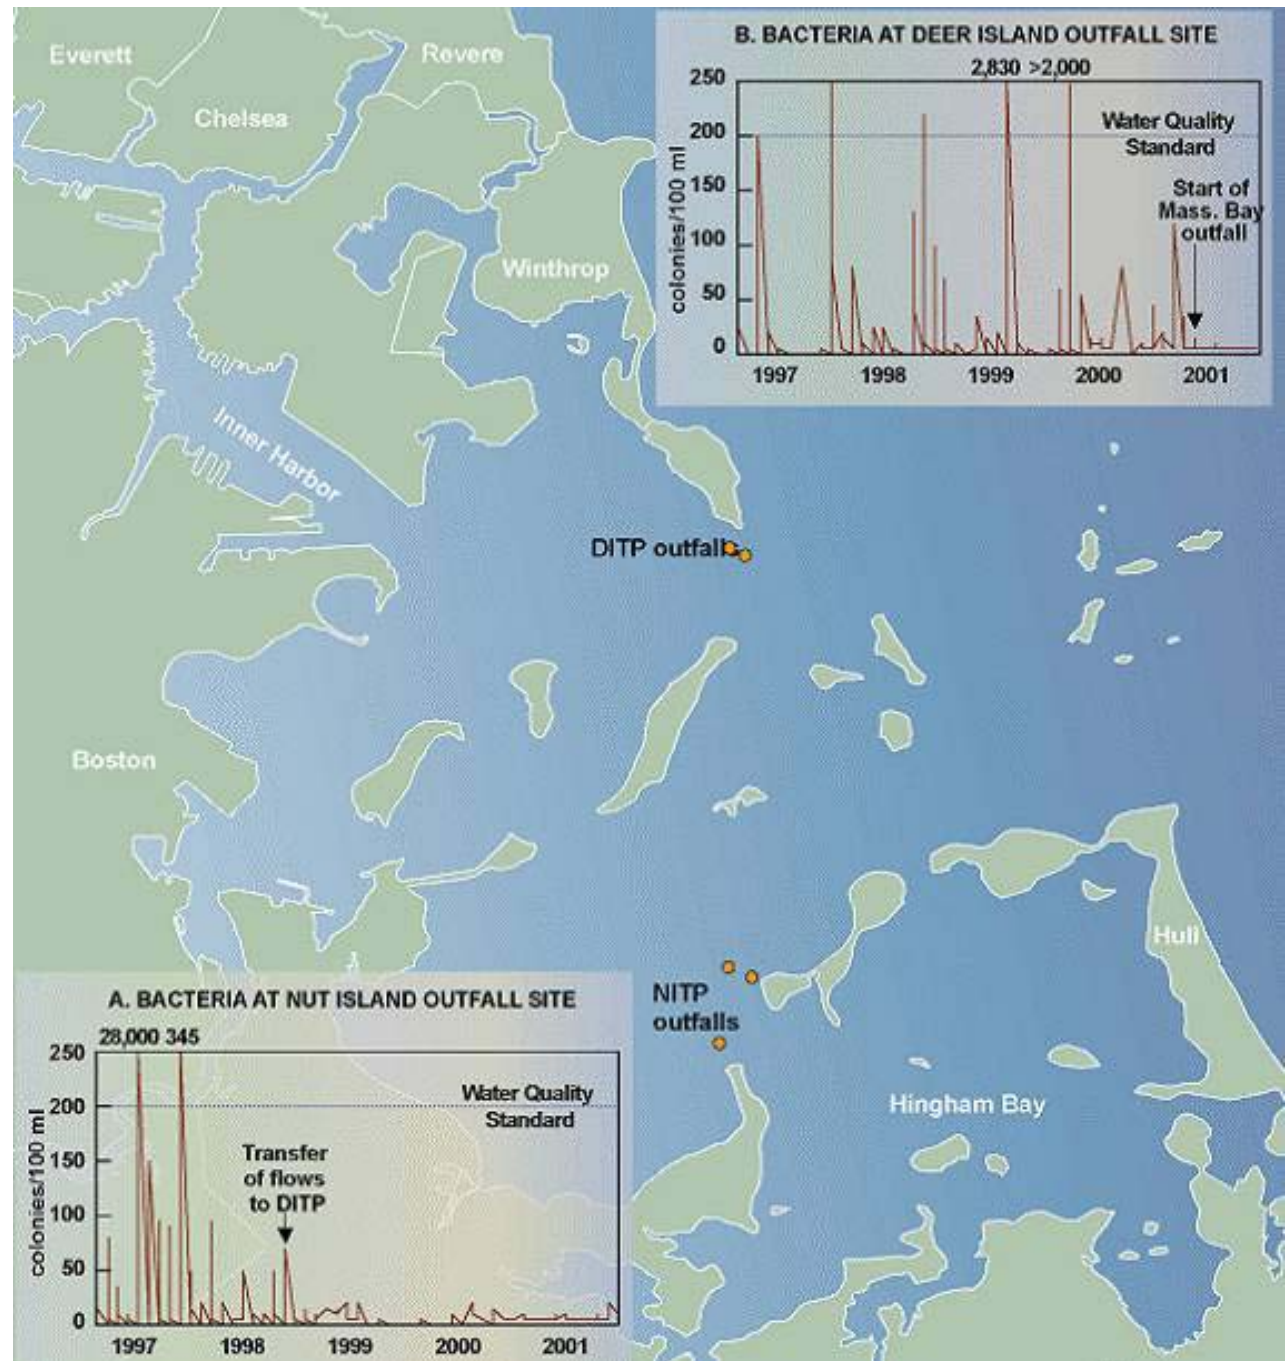 Everett
Revere
Chelsea
Winthrop
Inner Harbor
B. BACTERIA AT DEER ISLAND OUTFALL SITE
2,830 >2,000
250
200
150
100
50
0
colonies/100 ml
Water Quality
Standard
Start of
Mass. Bay
outfall
1997 1998 1999 2000 2001
DITP outfalls
Boston
Hull
NITP
outfalls
Hingham Bay
A. BACTERIA AT NUT ISLAND OUTFALL SITE
28,000 345
250
200
150
100
50
0
colonies/100 ml
Water Quality
Standard
Transfer
of flows
to DITP
1997 1998 1999 2000 2001